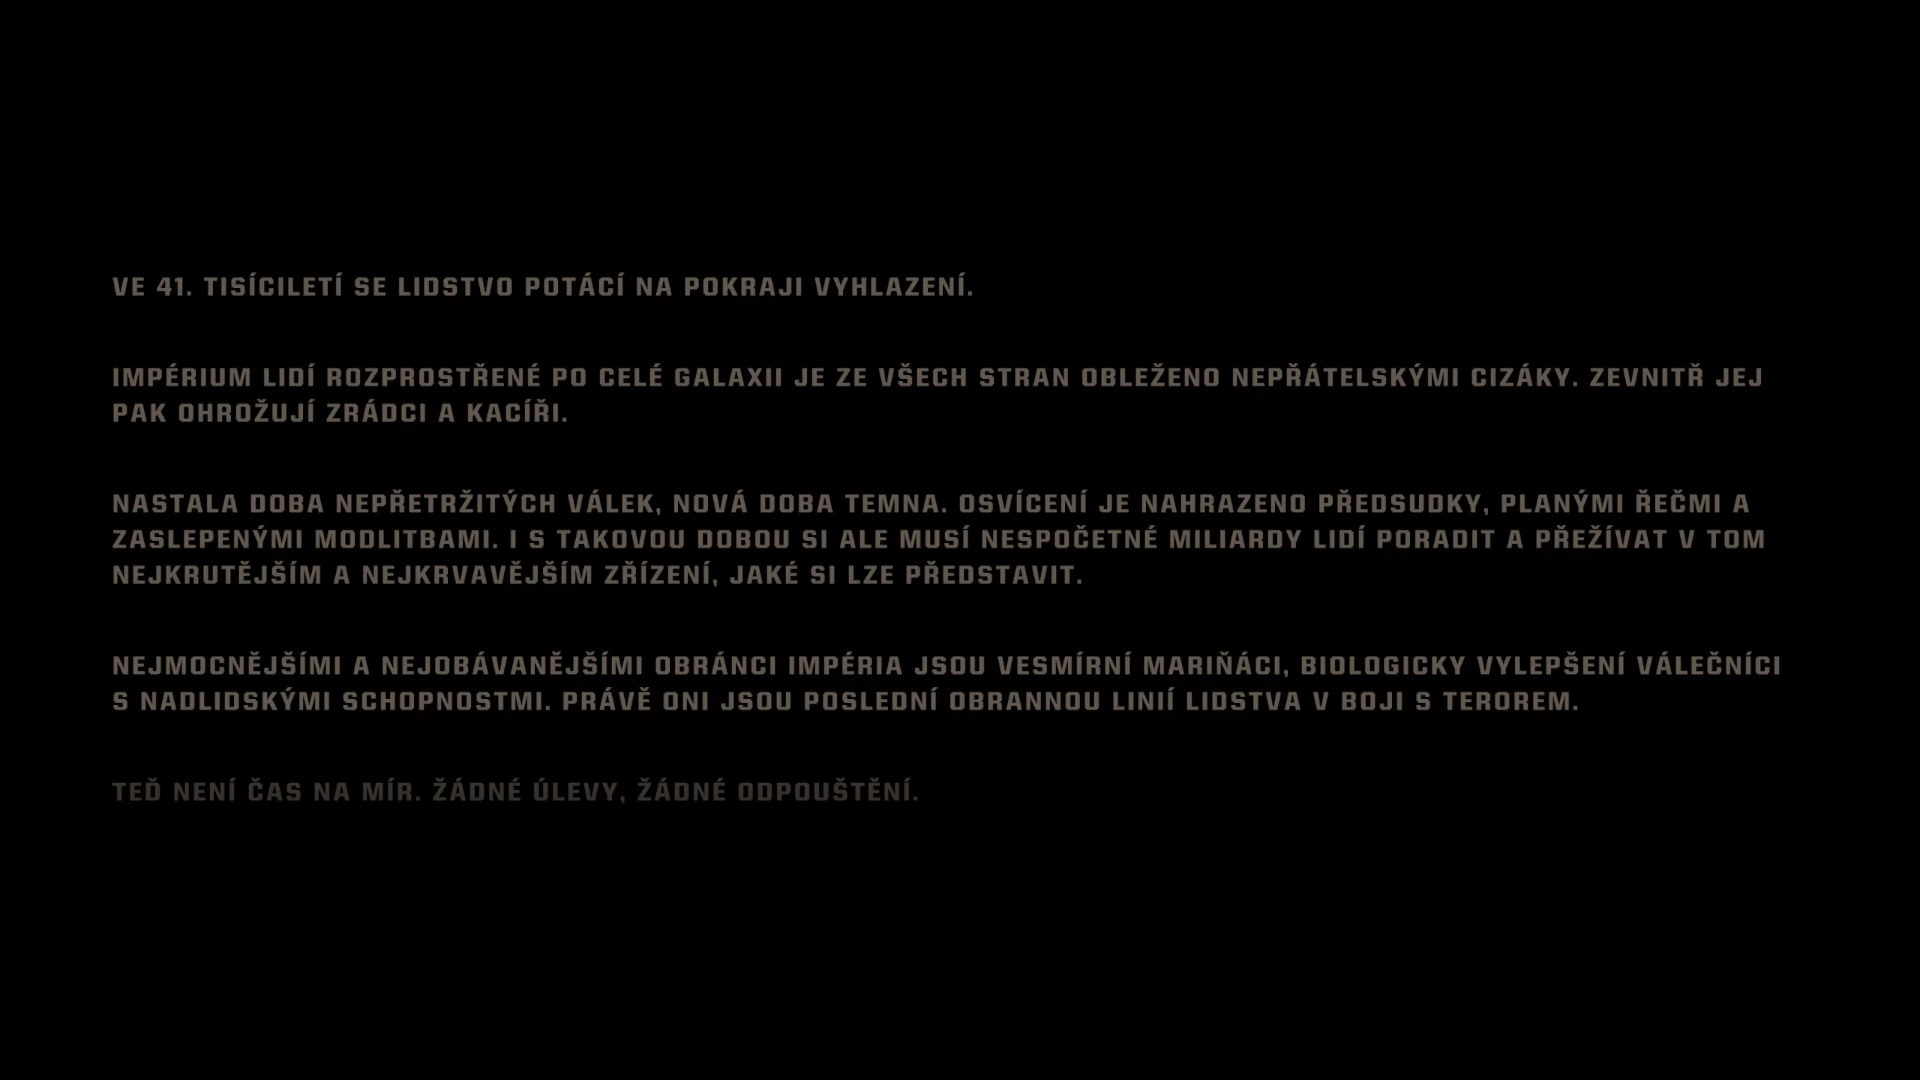 VE 41. TISÍCILETÍ SE LIDSTVO POTÁCÍ NA POKRAJI VYHLAZENÍ.
IMPÉRIUM LIDÍ ROZPROSTŘENÉ PO CELÉ GALAXII JE ZE VŠECH STRAN OBLEŽENO NEPŘÁTELSKÝMI CIZÁKY. ZEVNITŘ JEJ
PAK OHROŽUJÍ ZRÁDCI A KACÍŘI.
NASTALA DOBA NEPŘETRŽITÝCH VÁLEK, NOVÁ DOBA TEMNA. OSVÍCENÍ JE NAHRAZENO PŘEDSUDKY, PLANÝMI ŘEČMI A
ZASLEPENÝMI MODLITBAMI. I S TAKOVOU DOBOU SI ALE MUSÍ NESPOČETNÉ MILIARDY LIDÍ PORADIT A PŘEŽÍVAT V TOM
NEJKRUTĚJŠÍM A NEJKRVAVĚJŠÍM ZŘÍZENÍ, JAKÉ SI LZE PŘEDSTAVIT.
NEJMOCNĚJŠÍMI A NEJOBÁVANĚJŠÍMI OBRÁNCI IMPÉRIA JSOU VESMÍRNÍ MARIŇÁCI, BIOLOGICKY VYLEPŠENÍ VÁLEČNÍCI
S NADLIDSKÝMI SCHOPNOSTMI. PRÁVĚ ONI JSOU POSLEDNÍ OBRANNOU LINIÍ LIDSTVA V BOJI S TEROREM.
TEĎ NENÍ ČAS NA MÍR. ŽÁDNÉ ÚLEVY, ŽÁDNÉ ODPOUŠTĚNÍ.